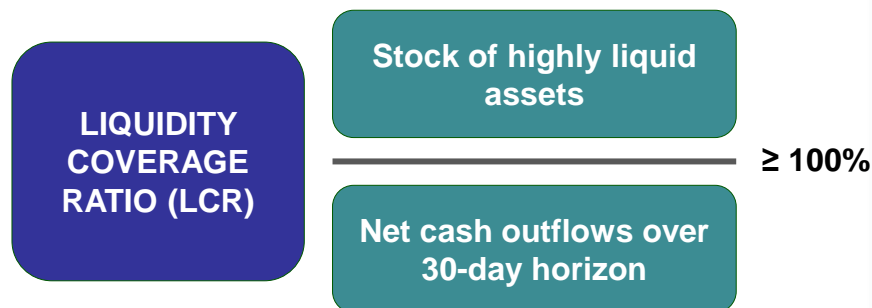 LIQUIDITY
COVERAGE
RATIO (LCR)
Stock of highly liquid
assets
Net cash outflows over
30-day horizon
≥ 100%